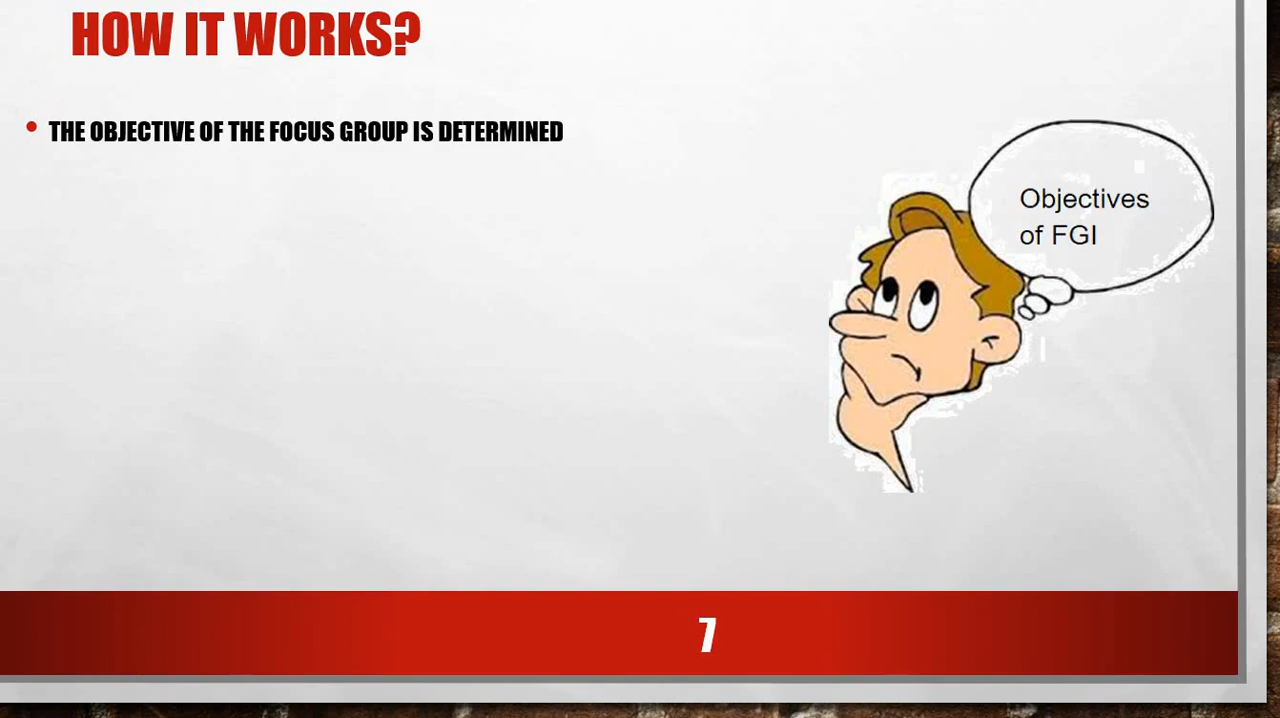 HOW IT WORKS?
• THE OBJECTIVE OF THE FOCUS GROUP IS DETERMINED
Objectives
of FGI
7